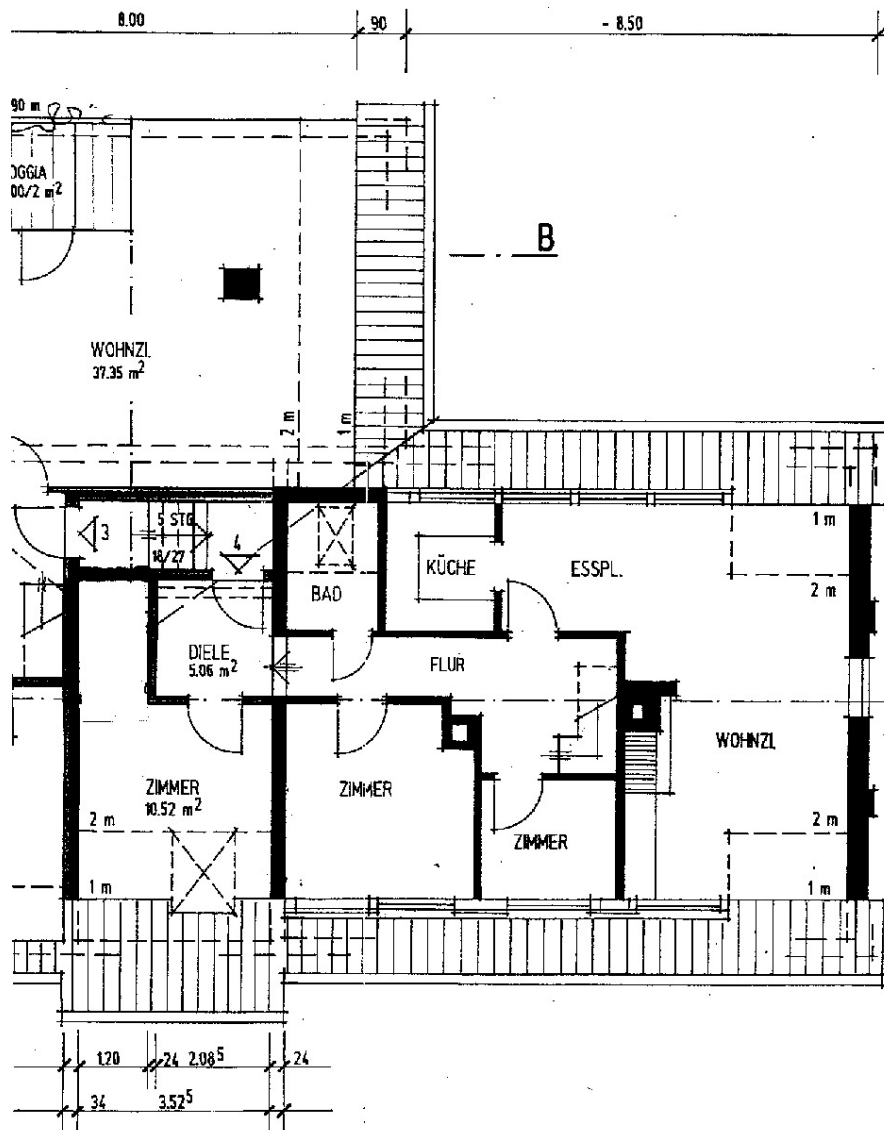 8.00
90
- 8.50
90 m
OGGIA
00/2 m²
B
WOHNZI.
37.35 m²
2 m
1 m
3
5 STG.
18/27
4
BAD
KÜCHE
ESSPL.
1 m
2 m
DIELE
5.06 m²
FLUR
ZIMMER
10.52 m²
ZIMMER
WOHNZI.
ZIMMER
2 m
1 m
2 m
1 m
1.20
24
2.08⁵
24
34
3.52⁵